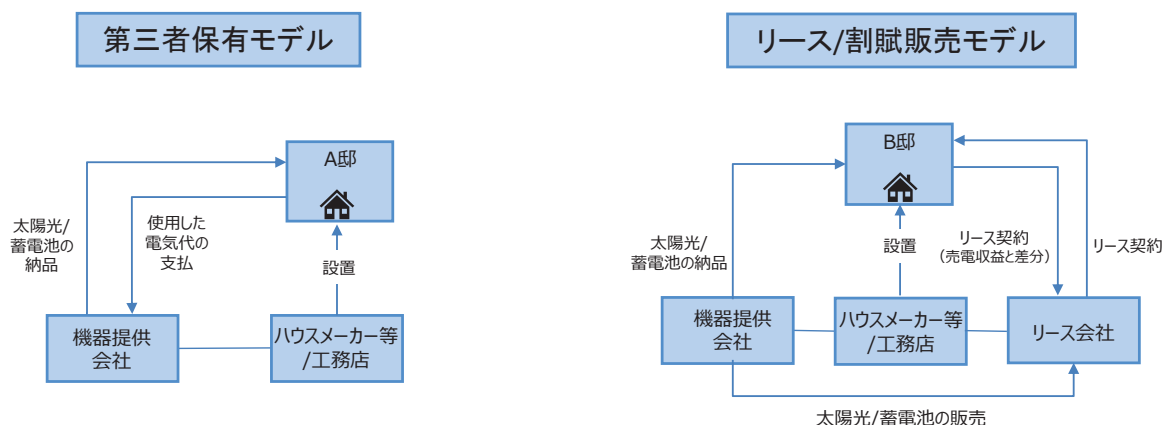 第三者保有モデル
A邸
太陽光/
蓄電池の
納品
使用した
電気代の
支払
設置
機器提供
会社
ハウスメーカー等
/工務店
リース/割賦販売モデル
B邸
太陽光/
蓄電池の納品
設置
リース契約
（売電収益と差分）
リース契約
機器提供
会社
ハウスメーカー等
/工務店
リース会社
太陽光/蓄電池の販売